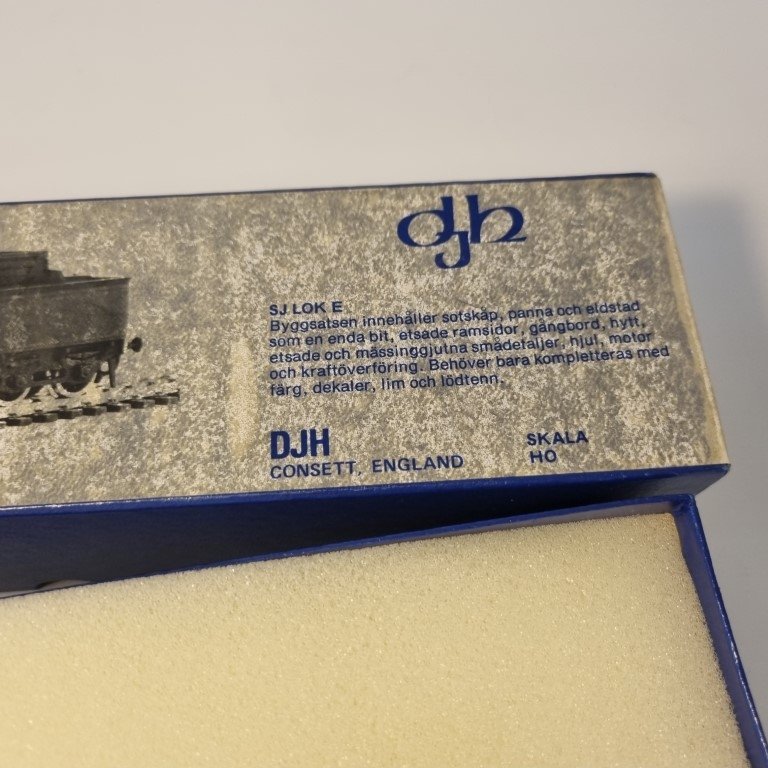 djh
SJ LOK E
Byggsatsen innehåller sotskåp, panna och eldstad
som en enda bit, etsade ramsidor, gångbord, hytt,
etsade och mässinggjutna smådetaljer, hjul, motor
och kraftöverföring. Behöver bara kompletteras med
färg, dekaler, lim och lödtenn.
DJH
CONSETT, ENGLAND
SKALA
HO